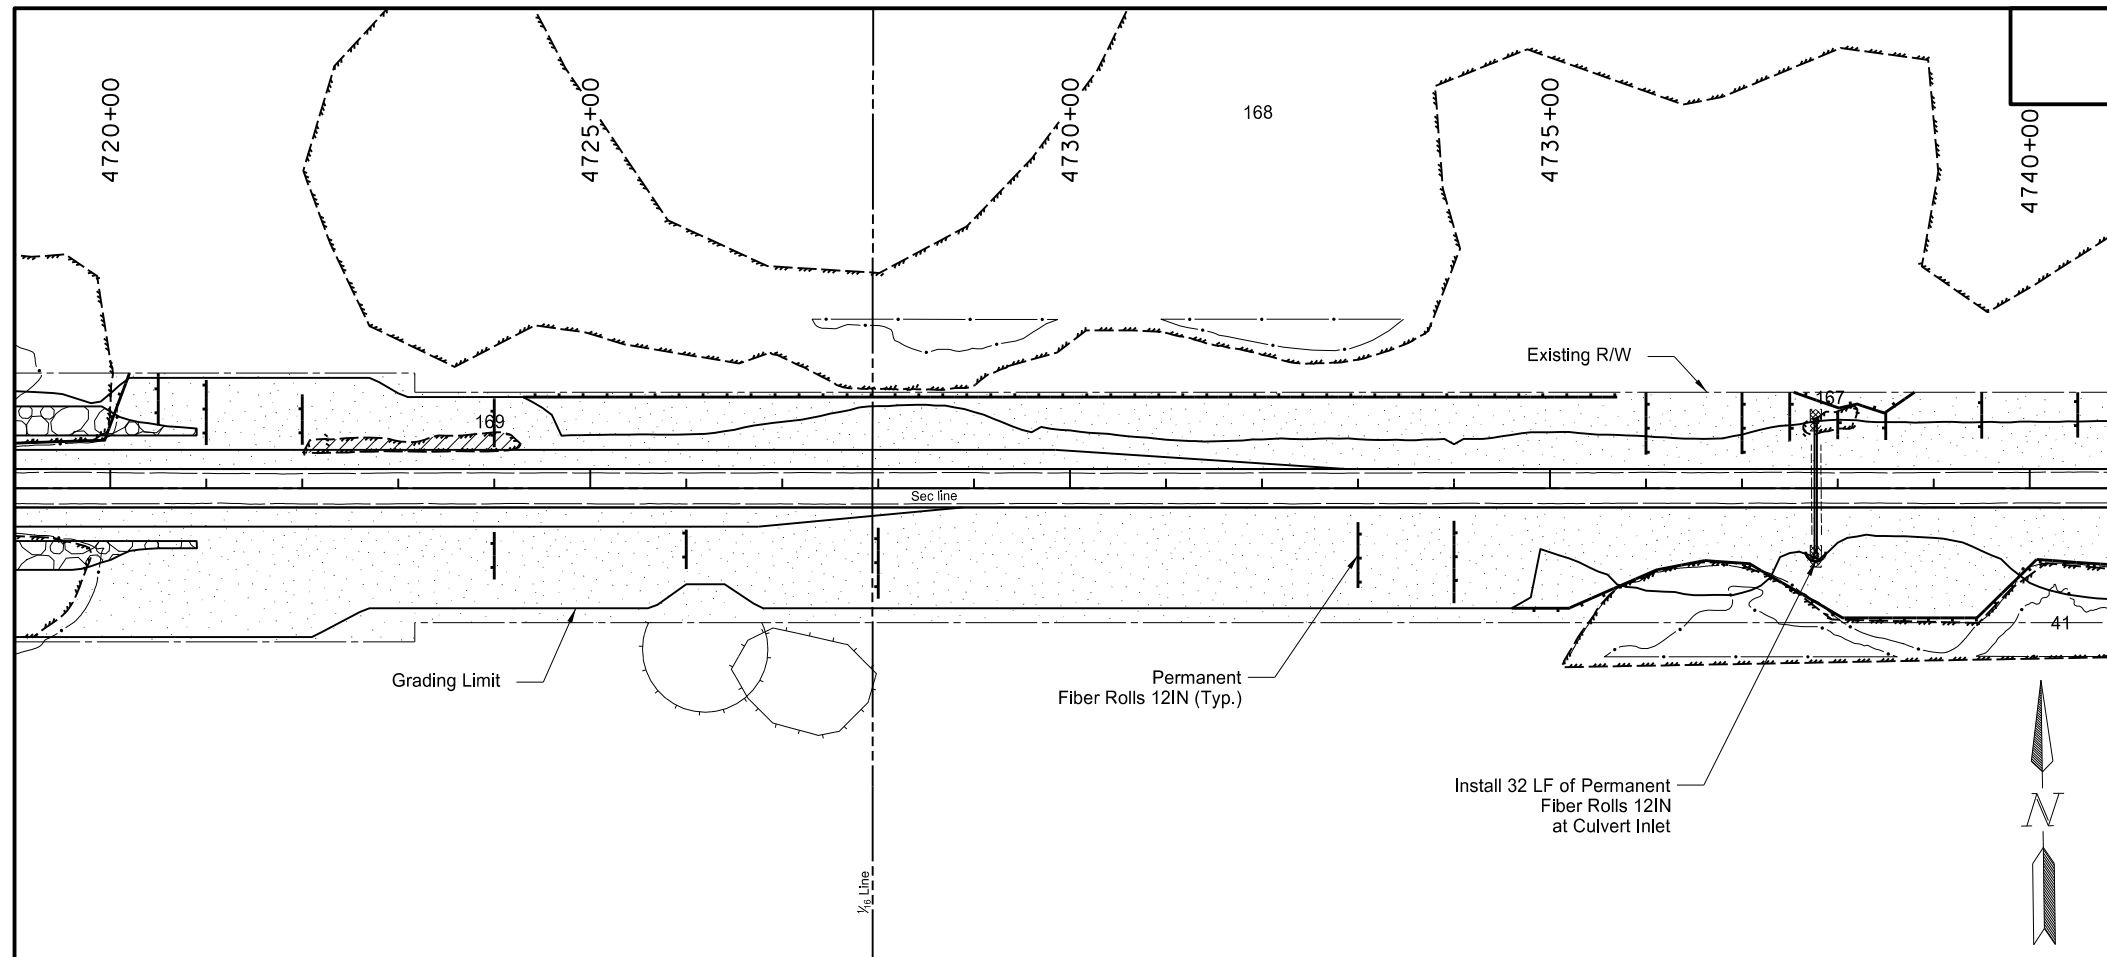 4720+00
4725+00
4730+00
4735+00
4740+00
168
Existing R/W
167
169
Sec line
41
Grading Limit
Permanent
Fiber Rolls 12IN (Typ.)
Install 32 LF of Permanent
Fiber Rolls 12IN
at Culvert Inlet
N
1/16 Line